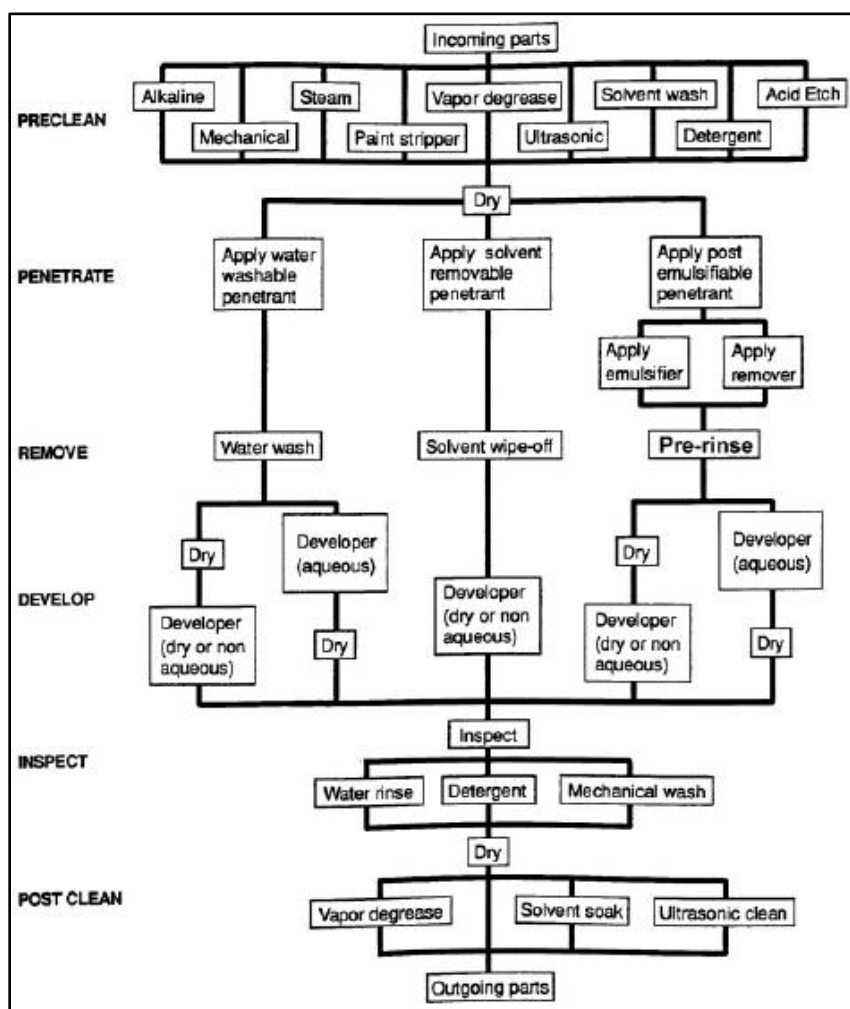 Incoming parts
Alkaline
Steam
Vapor degrease
Solvent wash
Acid Etch
PRECLEAN
Mechanical
Paint stripper
Ultrasonic
Detergent
Dry
PENETRATE
Apply water
washable
penetrant
Apply solvent
removable
penetrant
Apply post
emulsifiable
penetrant
Apply
emulsifier
Apply
remover
REMOVE
Water wash
Solvent wipe-off
Pre-rinse
Dry
Developer
(aqueous)
Dry
Developer
(aqueous)
DEVELOP
Developer
(dry or non
aqueous)
Dry
Developer
(dry or non
aqueous)
Developer
(dry or non
aqueous)
Dry
Inspect
INSPECT
Water rinse
Detergent
Mechanical wash
Dry
POST CLEAN
Vapor degrease
Solvent soak
Ultrasonic clean
Outgoing parts